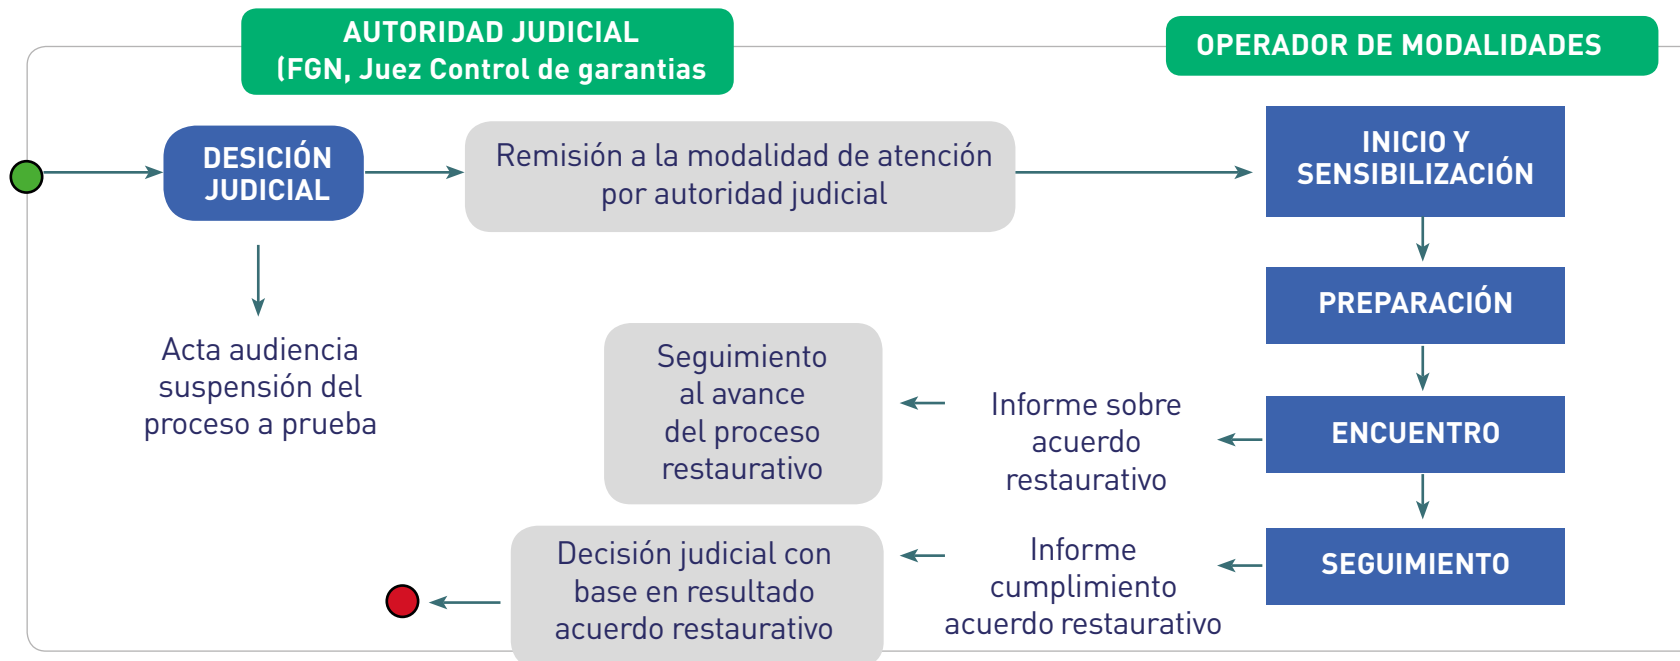 AUTORIDAD JUDICIAL
(FGN, Juez Control de garantias
OPERADOR DE MODALIDADES
DESICIÓN
JUDICIAL
Remisión a la modalidad de atención
por autoridad judicial
INICIO Y
SENSIBILIZACIÓN
Acta audiencia
suspensión del
proceso a prueba
PREPARACIÓN
ENCUENTRO
Informe sobre
acuerdo
restaurativo
Seguimiento
al avance
del proceso
restaurativo
SEGUIMIENTO
Informe
cumplimiento
acuerdo restaurativo
Decisión judicial con
base en resultado
acuerdo restaurativo